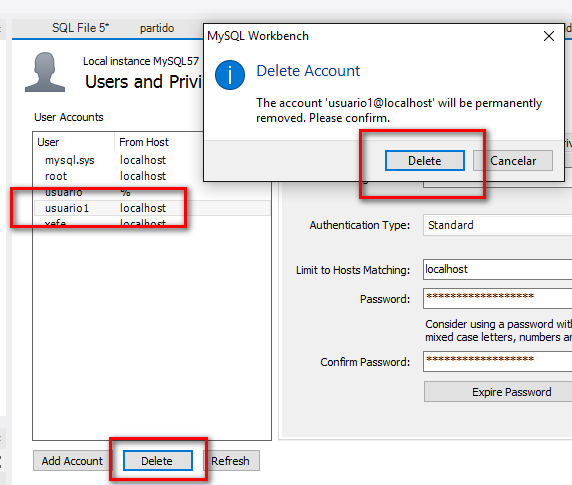 SQL File 5* partido
MySQL Workbench
Local instance MySQL57
Users and
Delete Account
The account 'usuario1@localhost' will be permanently
removed. Please confirm.
Delete Cancelar
User Accounts
User From Host
mysql.sys localhost
root localhost
usuario %
usuario1 localhost
xefe localhost
Authentication Type: Standard
Limit to Hosts Matching: localhost
Password: ******************
Consider using a password
mixed case letters, numbers
Confirm Password: ******************
Expire Password
Add Account Delete Refresh